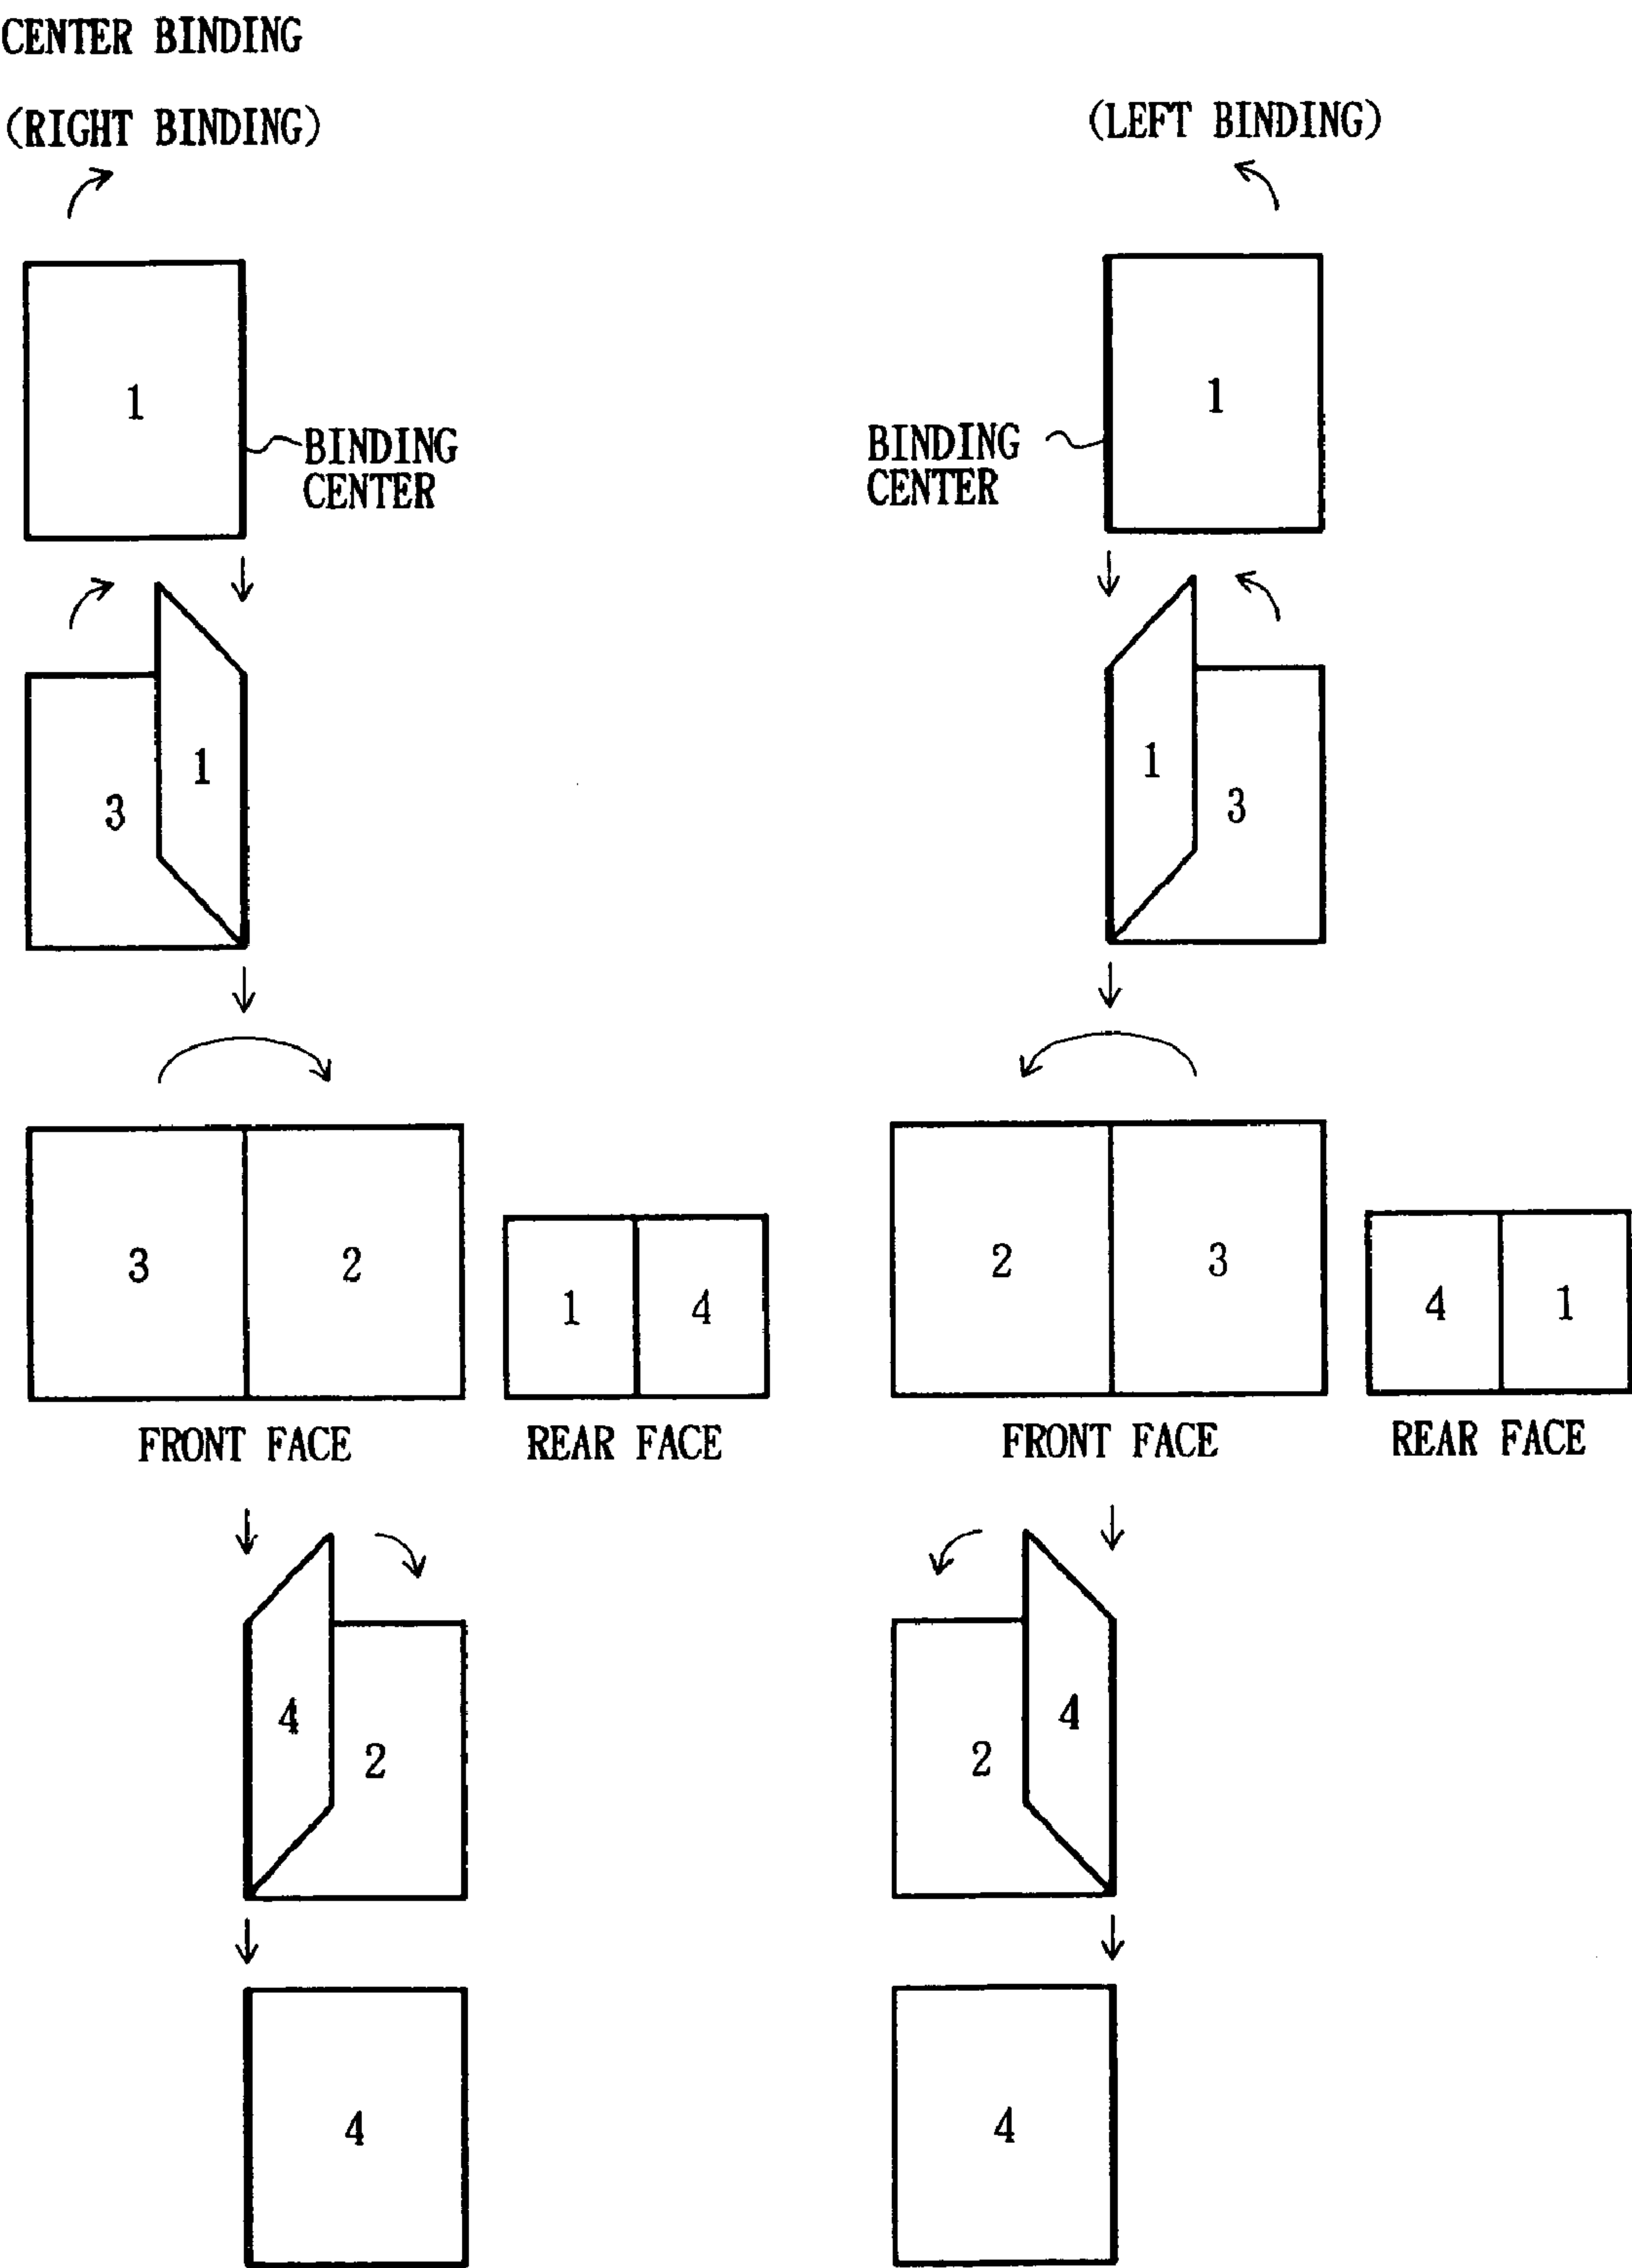 CENTER BINDING
(RIGHT BINDING)
1
BINDING
CENTER
3
1
3
2
1
4
FRONT FACE
REAR FACE
4
2
4
(LEFT BINDING)
1
BINDING
CENTER
1
3
2
3
4
1
FRONT FACE
REAR FACE
2
4
4